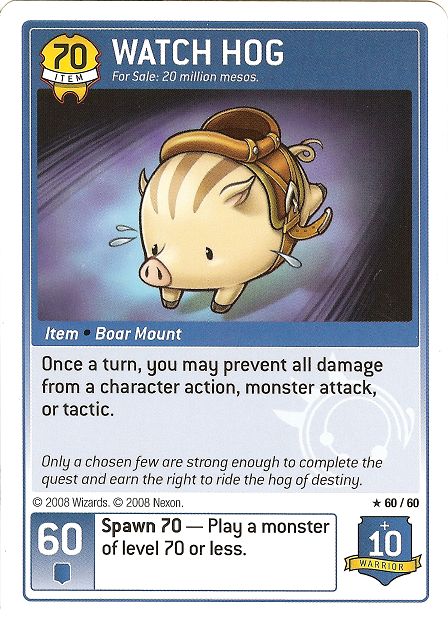 70
ITEM
WATCH HOG
For Sale: 20 million mesos.
Item • Boar Mount
Once a turn, you may prevent all damage
from a character action, monster attack,
or tactic.
Only a chosen few are strong enough to complete the
quest and earn the right to ride the hog of destiny.
© 2008 Wizards. © 2008 Nexon.
★ 60 / 60
60
Spawn 70 — Play a monster
of level 70 or less.
+
10
WARRIOR